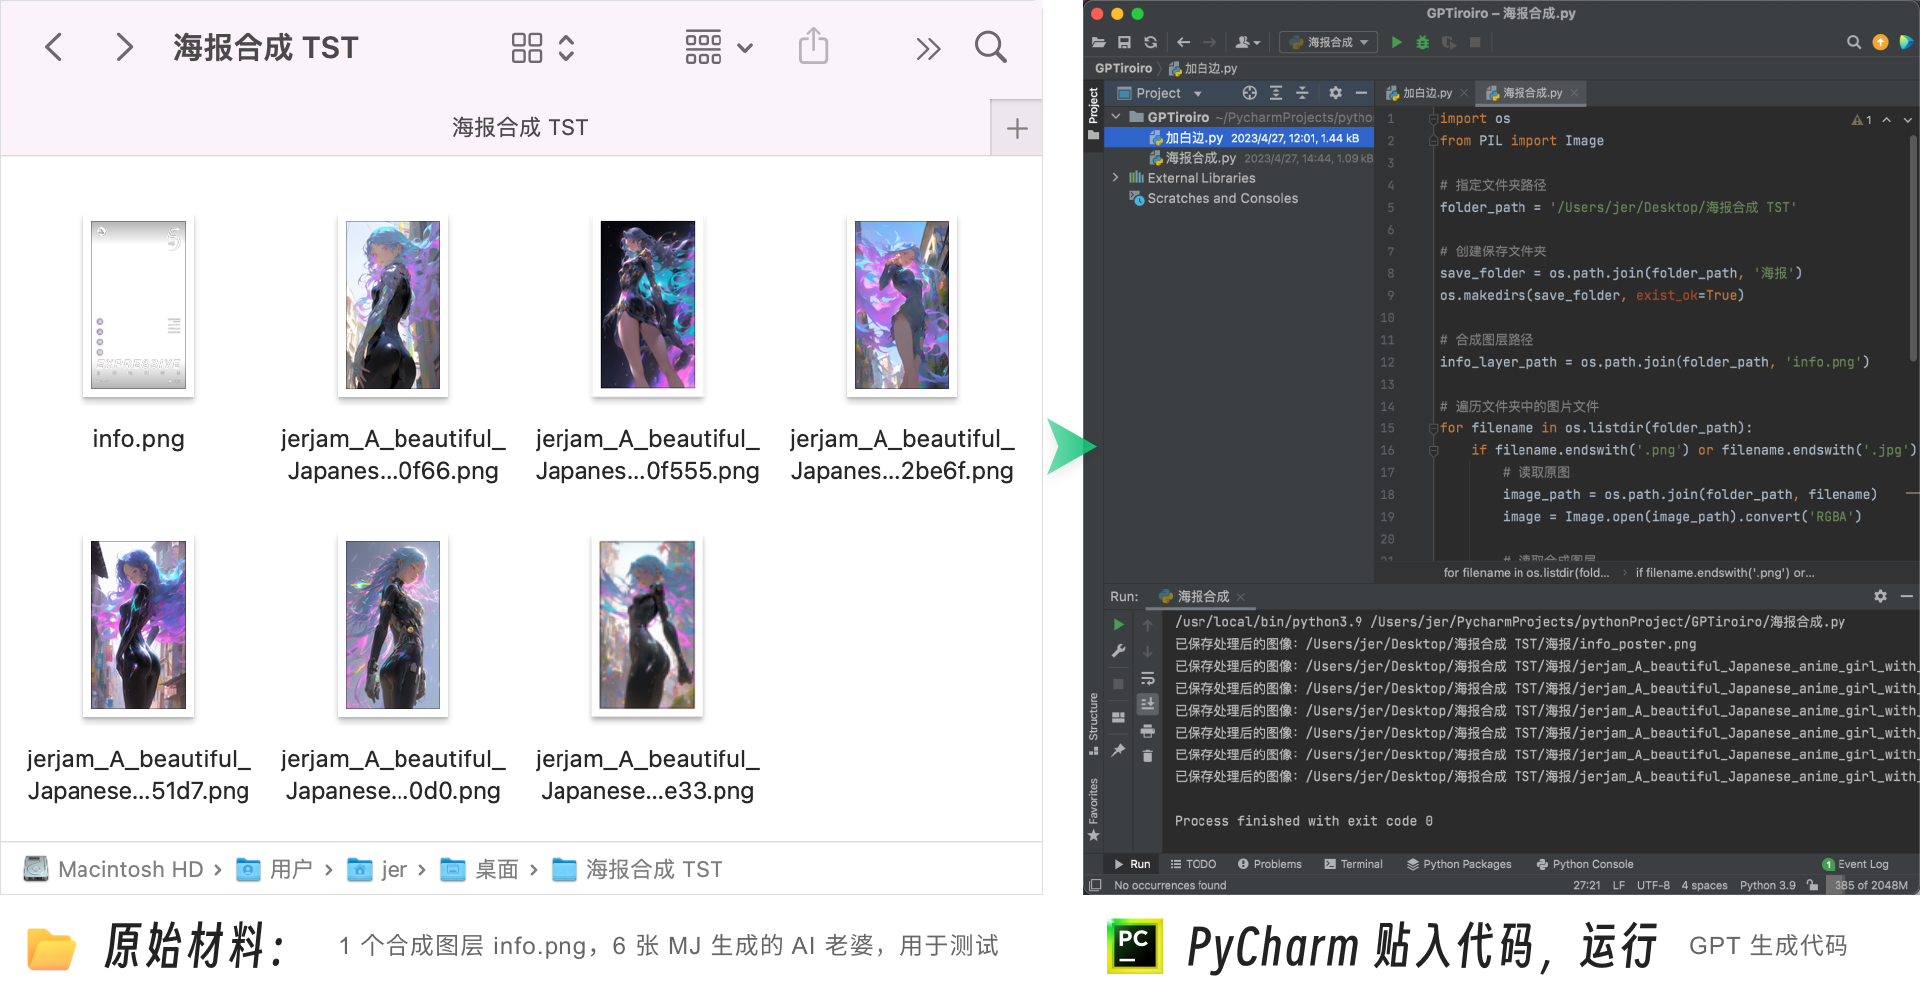 海报合成 TST
海报合成 TST
info.png
jerjam_A_beautiful_
Japanes...0f66.png
jerjam_A_beautiful_
Japanes...0f555.png
jerjam_A_beautiful_
Japanes...2be6f.png
jerjam_A_beautiful_
Japanese...51d7.png
jerjam_A_beautiful_
Japanese...0d0.png
jerjam_A_beautiful_
Japanese...e33.png
EXPRESSIVE
Macintosh HD › 用户 › jer › 桌面 › 海报合成 TST
原始材料：
1 个合成图层 info.png，6 张 MJ 生成的 AI 老婆，用于测试
GPTiroiro – 海报合成.py
海报合成
GPTiroiro 〉 加白边.py
Project
Project
GPTiroiro ~/PycharmProjects/pythor
加白边.py 2023/4/27, 12:01, 1.44 kB
海报合成.py 2023/4/27, 14:44, 1.09 kB
External Libraries
Scratches and Consoles
加白边.py × 海报合成.py ×
1
1 import os
2 from PIL import Image
3
4 # 指定文件夹路径
5 folder_path = '/Users/jer/Desktop/海报合成 TST'
6
7 # 创建保存文件夹
8 save_folder = os.path.join(folder_path, '海报')
9 os.makedirs(save_folder, exist_ok=True)
10
11 # 合成图层路径
12 info_layer_path = os.path.join(folder_path, 'info.png')
13
14 # 遍历文件夹中的图片文件
15 for filename in os.listdir(folder_path):
16 if filename.endswith('.png') or filename.endswith('.jpg')
17 # 读取原图
18 image_path = os.path.join(folder_path, filename)
19 image = Image.open(image_path).convert('RGBA')
20
21 # 读取合成图层
for filename in os.listdir(fold... › if filename.endswith('.png') or...
Run: 海报合成 ×
/usr/local/bin/python3.9 /Users/jer/PycharmProjects/pythonProject/GPTiroiro/海报合成.py
已保存处理后的图像：/Users/jer/Desktop/海报合成 TST/海报/info_poster.png
已保存处理后的图像：/Users/jer/Desktop/海报合成 TST/海报/jerjam_A_beautiful_Japanese_anime_girl_with_
已保存处理后的图像：/Users/jer/Desktop/海报合成 TST/海报/jerjam_A_beautiful_Japanese_anime_girl_with_
已保存处理后的图像：/Users/jer/Desktop/海报合成 TST/海报/jerjam_A_beautiful_Japanese_anime_girl_with_
已保存处理后的图像：/Users/jer/Desktop/海报合成 TST/海报/jerjam_A_beautiful_Japanese_anime_girl_with_
已保存处理后的图像：/Users/jer/Desktop/海报合成 TST/海报/jerjam_A_beautiful_Japanese_anime_girl_with_
已保存处理后的图像：/Users/jer/Desktop/海报合成 TST/海报/jerjam_A_beautiful_Japanese_anime_girl_with_
Process finished with exit code 0
Structure
Favorites
Run TODO Problems Terminal Python Packages Python Console 1 Event Log
No occurrences found 27:21 LF UTF-8 4 spaces Python 3.9 385 of 2048M
PC
PyCharm 贴入代码，运行
GPT 生成代码